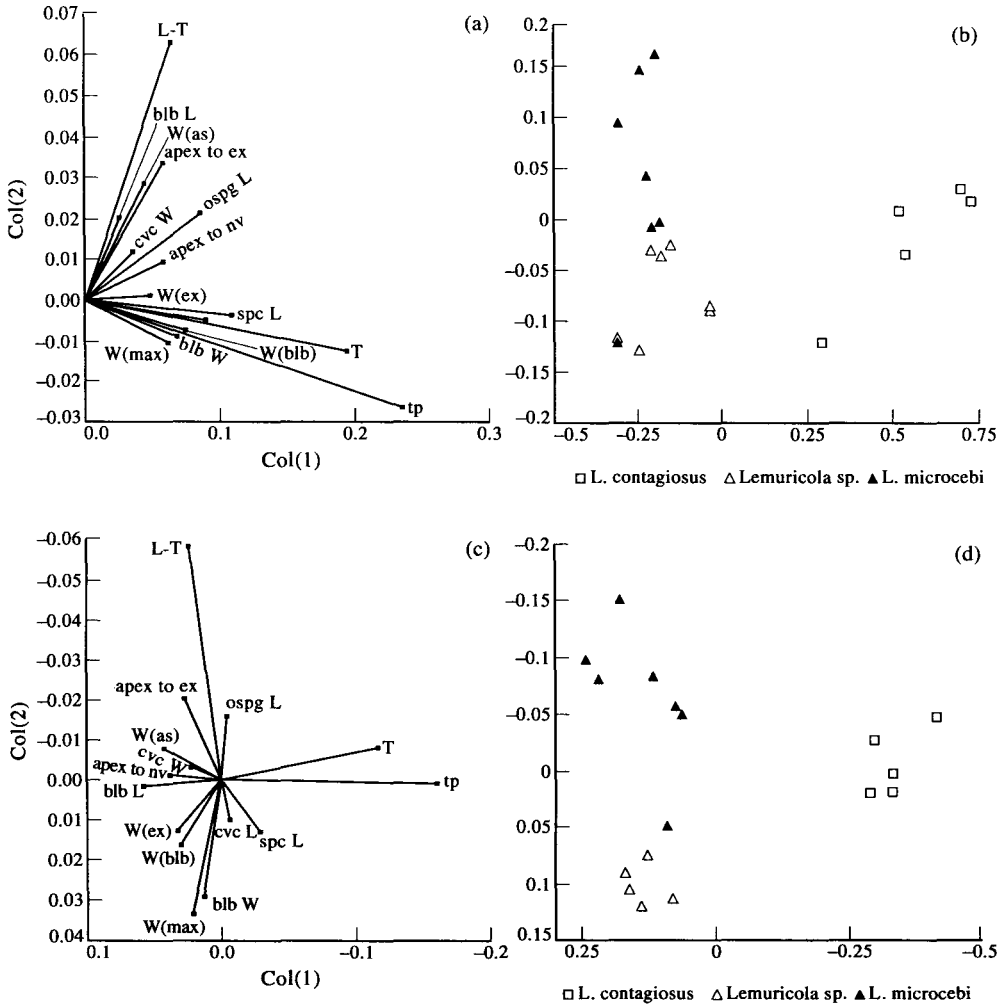 (a)
Col(2)
0.07
0.06
0.05
0.04
0.03
0.02
0.01
0.00
−0.01
−0.02
−0.03
L-T
blb L
W(as)
apex to ex
ospg L
cvc W
apex to nv
W(ex)
spc L
W(blb)
T
blb W
W(max)
tp
0.0 0.1 0.2 0.3
Col(1)
(b)
0.2
0.15
0.1
0.05
0
−0.05
−0.1
−0.15
−0.2
−0.5 −0.25 0 0.25 0.5 0.75
□ L. contagiosus △ Lemuricola sp. ▲ L. microcebi
(c)
Col(2)
−0.06
−0.05
−0.04
−0.03
−0.02
−0.01
0.00
0.01
0.02
0.03
0.04
L-T
apex to ex
ospg L
W(as)
cvc W
T
apex to nv
tp
blb L
W(ex)
cvc L
spc L
W(blb)
blb W
W(max)
0.1 0.0 −0.1 −0.2
Col(1)
(d)
−0.2
−0.15
−0.1
−0.05
0
0.05
0.1
0.15
0.25 0 −0.25 −0.5
□ L. contagiosus △ Lemuricola sp. ▲ L. microcebi